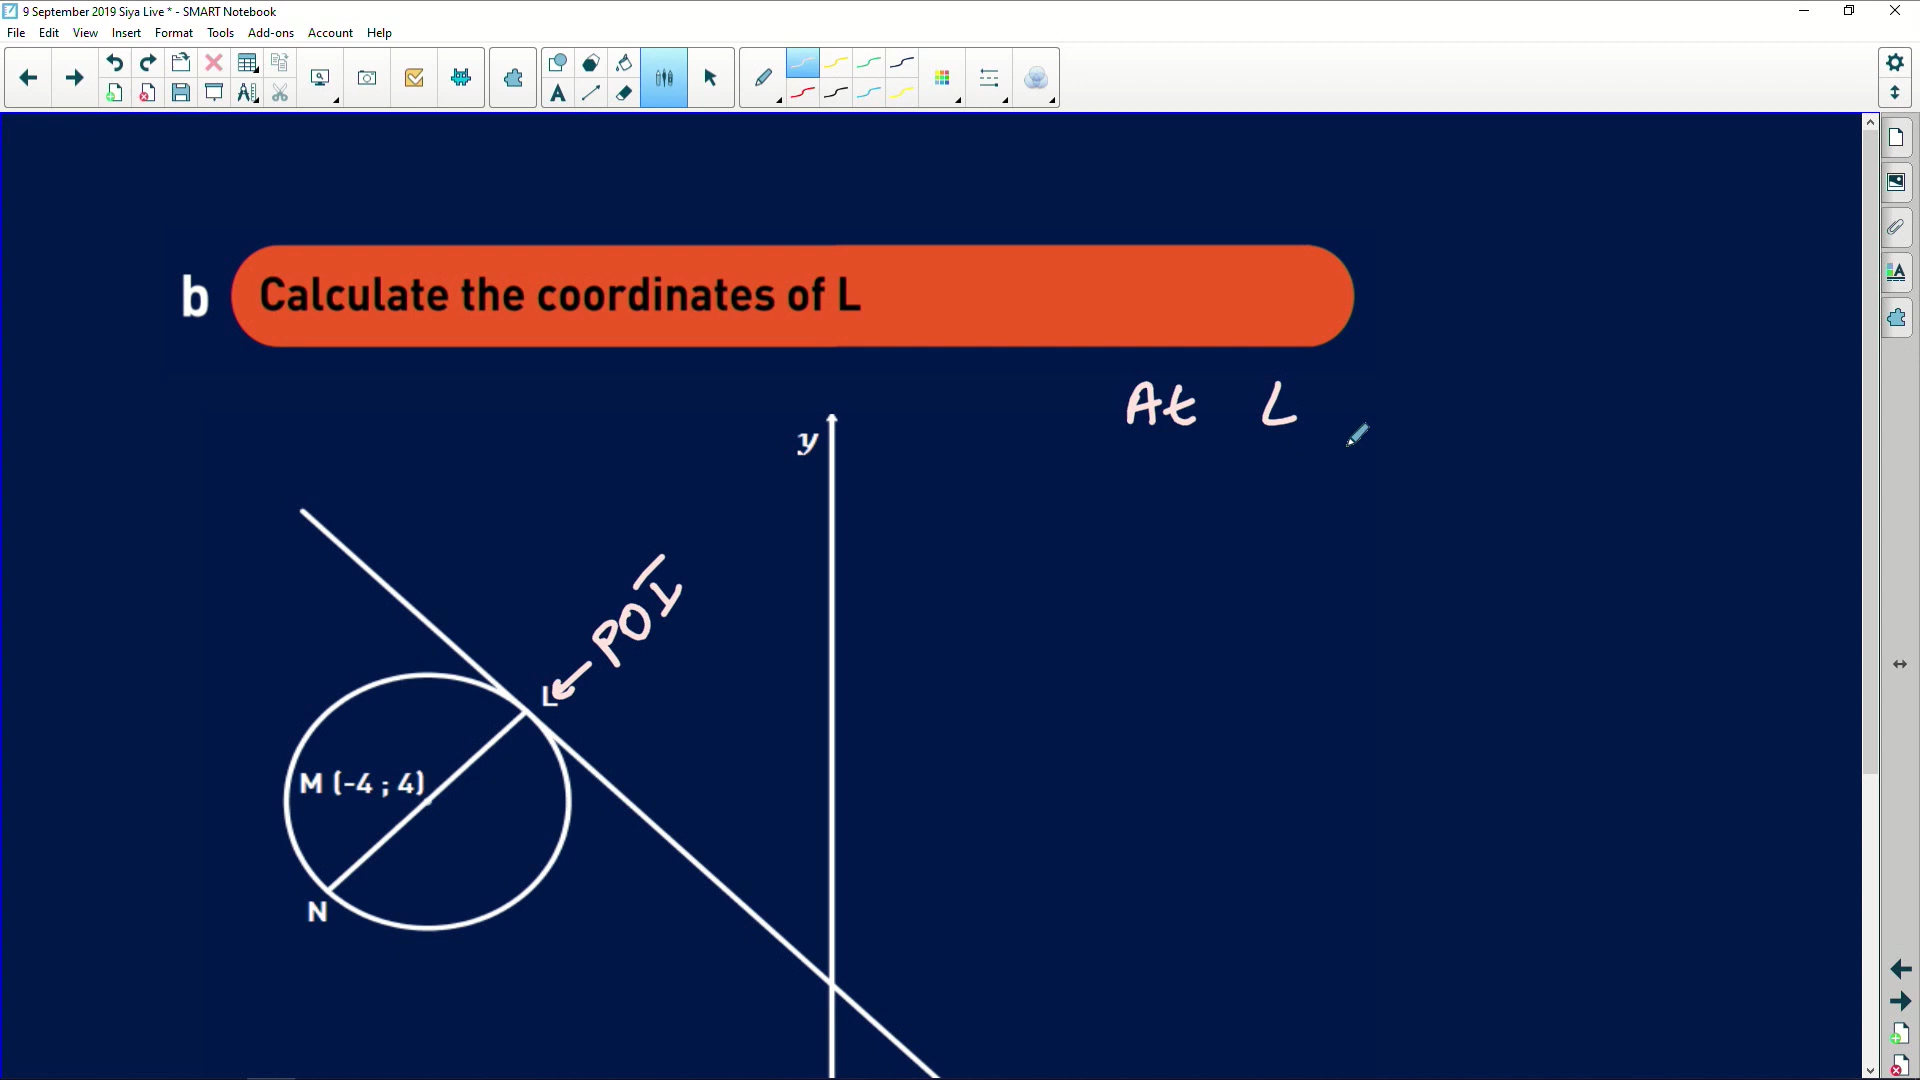 9 September 2019 Siya Live * - SMART Notebook
File Edit View Insert Format Tools Add-ons Account Help
b Calculate the coordinates of L
At L
y
POI
L
M (-4 ; 4)
N